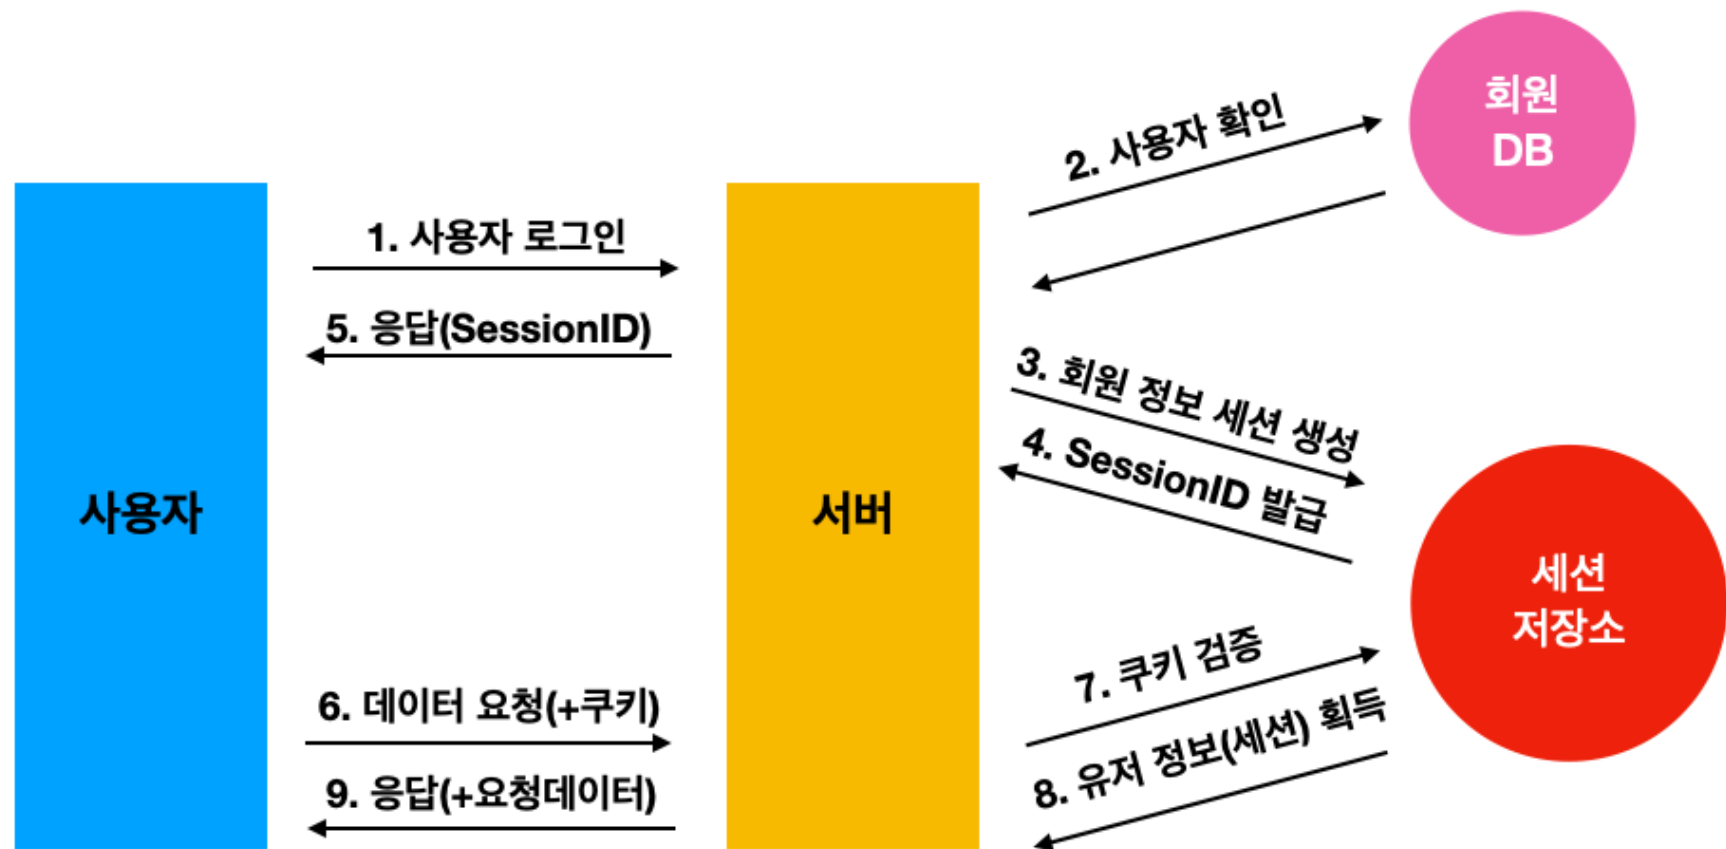 회원
DB
2. 사용자 확인
1. 사용자 로그인
5. 응답(SessionID)
3. 회원 정보 세션 생성
4. SessionID 발급
사용자
서버
세션
저장소
7. 쿠키 검증
6. 데이터 요청(+쿠키)
8. 유저 정보(세션) 획득
9. 응답(+요청데이터)